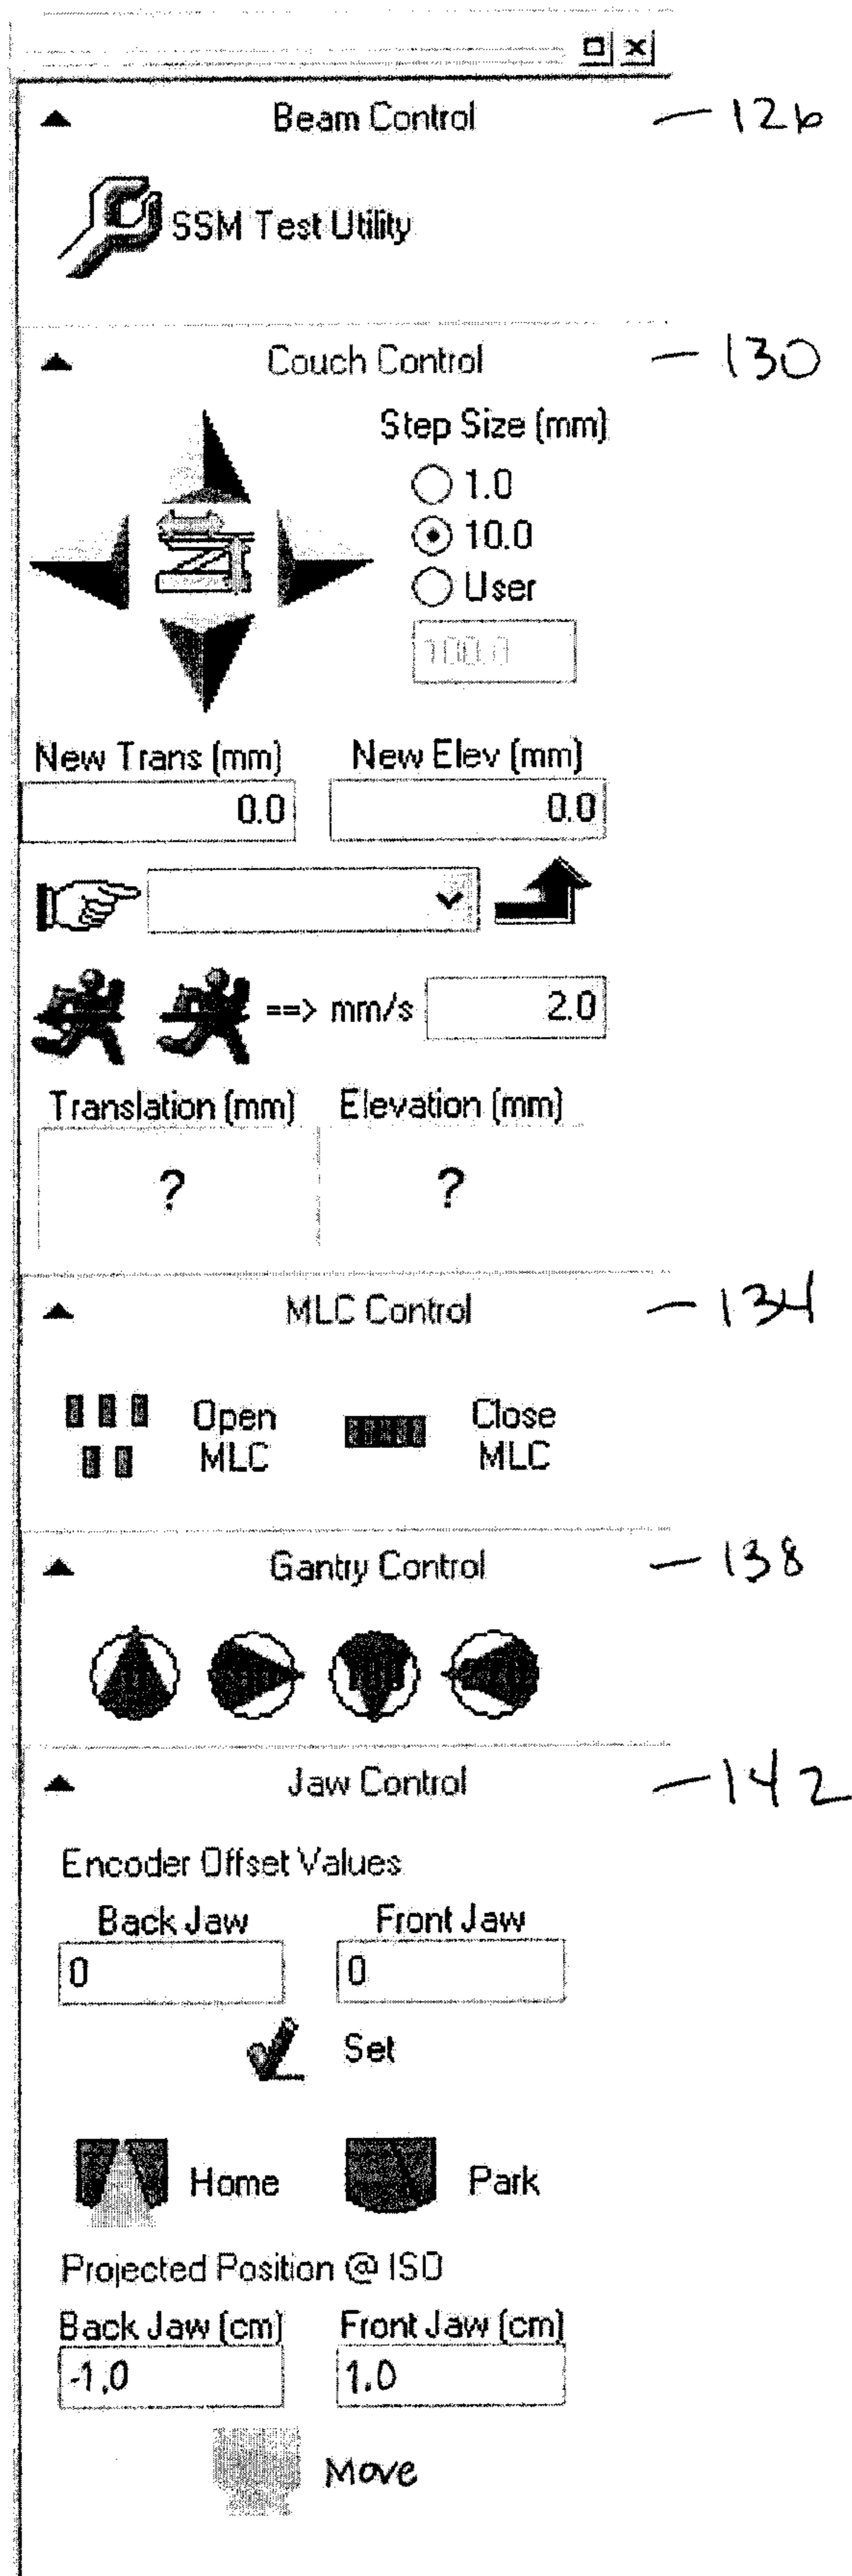 Beam Control — 126
SSM Test Utility
Couch Control — 130
Step Size (mm)
1.0
10.0
User
100.0
New Trans (mm) New Elev (mm)
0.0 0.0
==> mm/s 2.0
Translation (mm) Elevation (mm)
? ?
MLC Control — 134
Open MLC Close MLC
Gantry Control — 138
Jaw Control — 142
Encoder Offset Values
Back Jaw Front Jaw
0 0
Set
Home Park
Projected Position @ ISO
Back Jaw (cm) Front Jaw (cm)
-1.0 1.0
Move